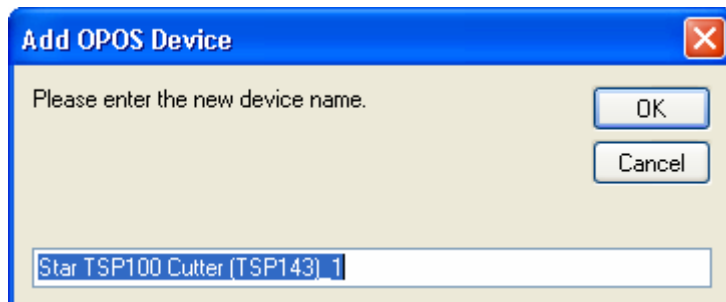 Add OPOS Device
Please enter the new device name.
OK
Cancel
Star TSP100 Cutter (TSP143)_1